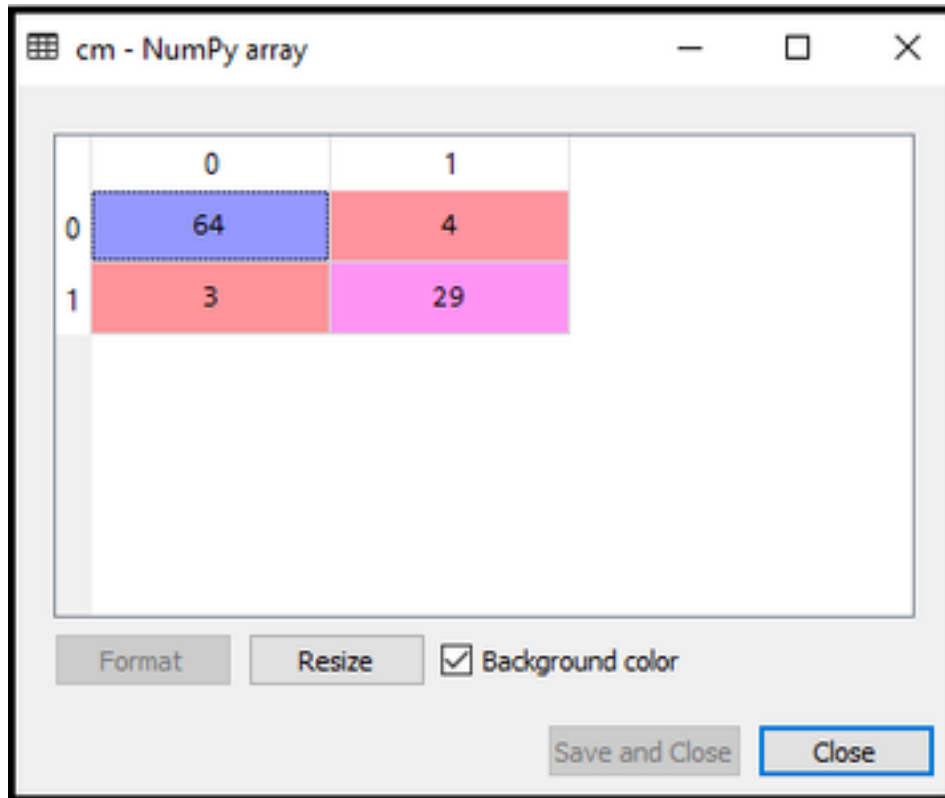 cm - NumPy array
0 1
0 64 4
1 3 29
Format Resize Background color
Save and Close Close